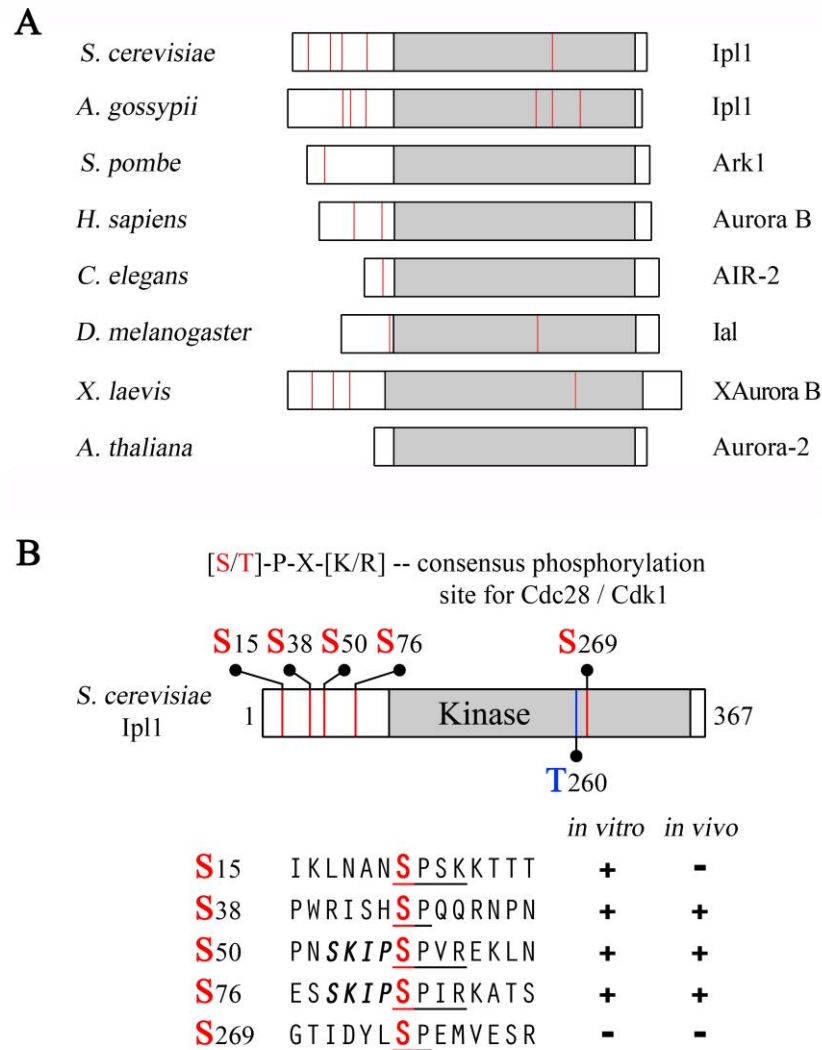 A
S. cerevisiae Ipl1
A. gossypii Ipl1
S. pombe Ark1
H. sapiens Aurora B
C. elegans AIR-2
D. melanogaster Ial
X. laevis XAurora B
A. thaliana Aurora-2
B
[S/T]-P-X-[K/R] -- consensus phosphorylation
site for Cdc28 / Cdk1
S15 S38 S50 S76 S269
S. cerevisiae
Ipl1
1 Kinase 367
T260
in vitro in vivo
S15 IKLNANSPSKKTTT + -
S38 PWRISHSPQQRNPN + +
S50 PNSKIPSPVREKLN + +
S76 ESSKIPSPIRKATS + +
S269 GTIDYLSPEMVESR - -